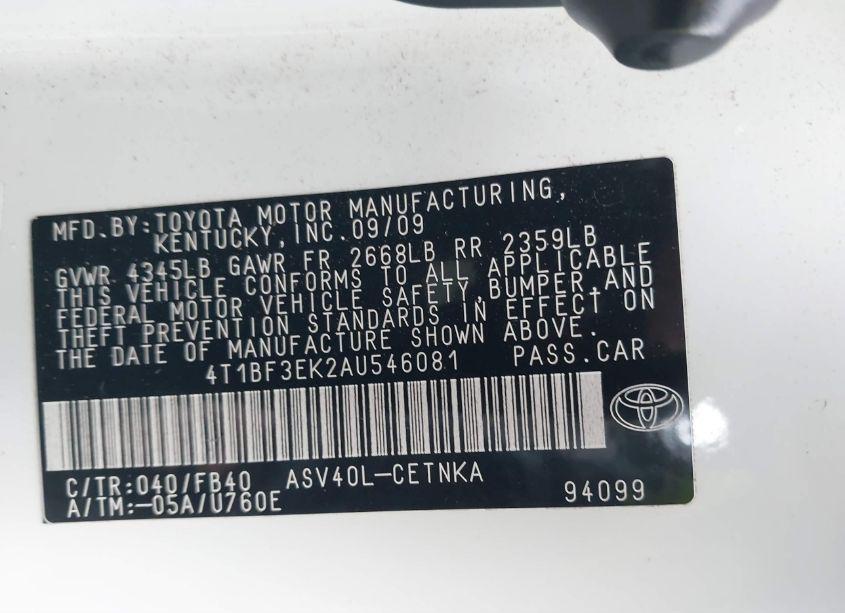 MFD.BY:TOYOTA MOTOR MANUFACTURING,
KENTUCKY,INC.09/09
GVWR 4345LB GAWR FR 2668LB RR 2359LB
THIS VEHICLE CONFORMS TO ALL APPLICABLE
FEDERAL MOTOR VEHICLE SAFETY,BUMPER,AND
THEFT PREVENTION STANDARDS IN EFFECT ON
THE DATE OF MANUFACTURE SHOWN ABOVE.
4T1BF3EK2AU546081 PASS.CAR
C/TR:040/FB40 ASV40L-CETNKA
A/TM:-05A/U760E 94099